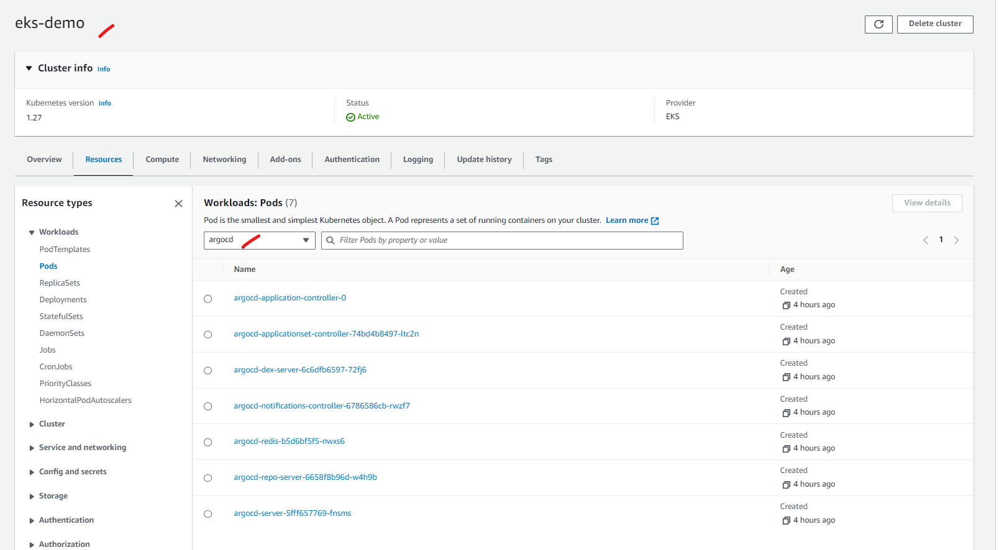 eks-demo
Delete cluster
Cluster info Info
Kubernetes version Info
Status
Provider
1.27
Active
EKS
Overview
Resources
Compute
Networking
Add-ons
Authentication
Logging
Update history
Tags
Resource types
Workloads
PodTemplates
Pods
ReplicaSets
Deployments
StatefulSets
DaemonSets
Jobs
CronJobs
PriorityClasses
HorizontalPodAutoscalers
Cluster
Service and networking
Config and secrets
Storage
Authentication
Authorization
Workloads: Pods (7)
View details
Pod is the smallest and simplest Kubernetes object. A Pod represents a set of running containers on your cluster. Learn more
argocd
Filter Pods by property or value
1
Name
Age
argocd-application-controller-0
Created
4 hours ago
argocd-applicationset-controller-74bd4b8497-ltc2n
Created
4 hours ago
argocd-dex-server-6c6dfb6597-72fj6
Created
4 hours ago
argocd-notifications-controller-6786586cb-rwzf7
Created
4 hours ago
argocd-redis-b5d6bf5f5-nwxs6
Created
4 hours ago
argocd-repo-server-6658f8b96d-w4h9b
Created
4 hours ago
argocd-server-5fff657769-fnsms
Created
4 hours ago